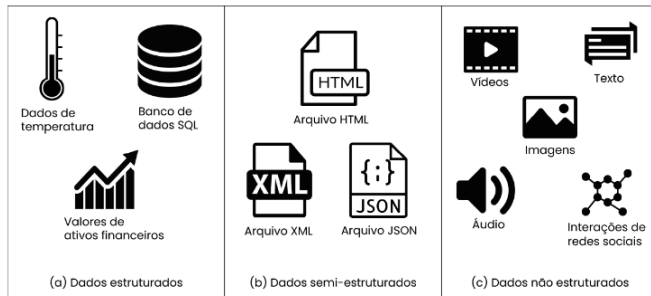 Dados de
temperatura
Banco de
dados SQL
Valores de
ativos financeiros
(a) Dados estruturados
HTML
Arquivo HTML
XML
Arquivo XML
{;}
JSON
Arquivo JSON
(b) Dados semi-estruturados
Vídeos
Texto
Imagens
Áudio
Interações de
redes sociais
(c) Dados não estruturados